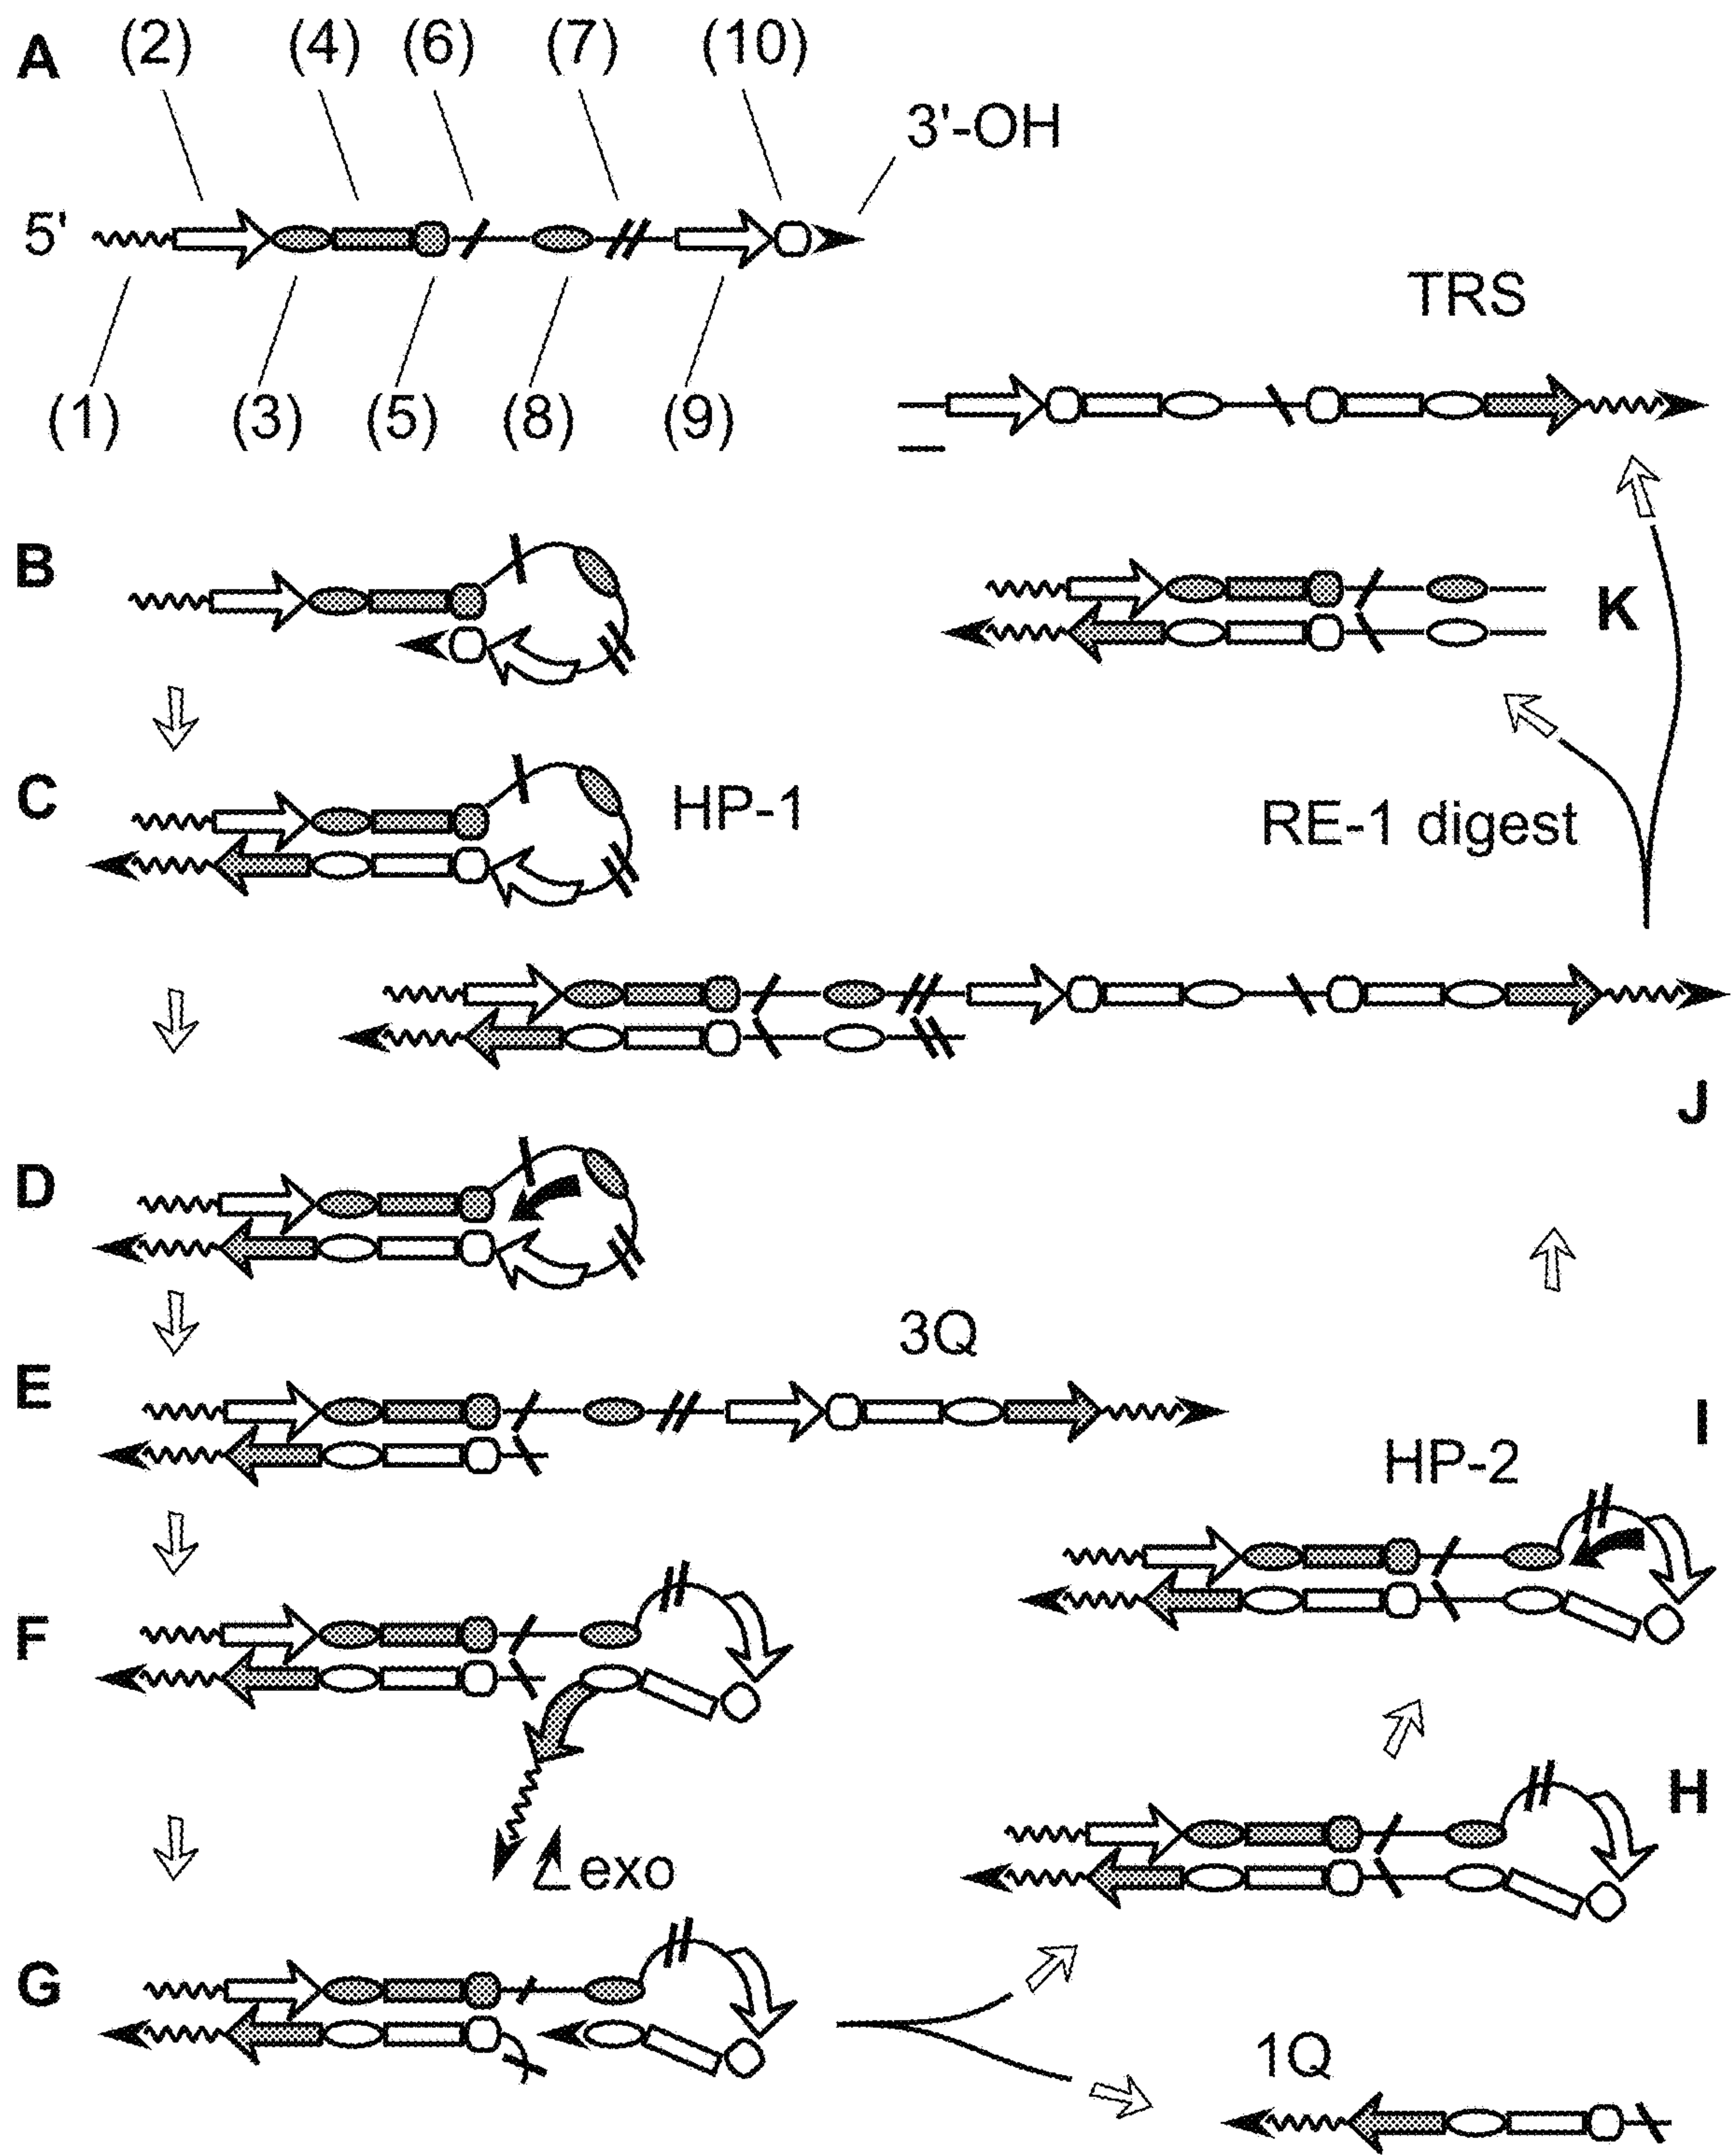 A
(2) (4) (6) (7) (10)
3'-OH
5'
(1) (3) (5) (8) (9)
TRS
B
K
C
HP-1
RE-1 digest
J
D
3Q
E
I
HP-2
F
H
exo
G
1Q